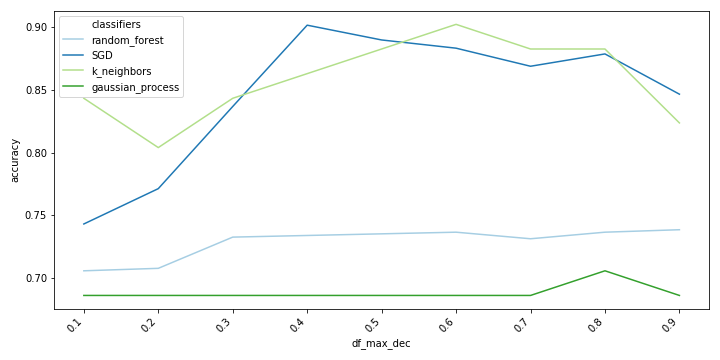 classifiers
random_forest
SGD
k_neighbors
gaussian_process
accuracy
0.90
0.85
0.80
0.75
0.70
0.1 0.2 0.3 0.4 0.5 0.6 0.7 0.8 0.9
df_max_dec